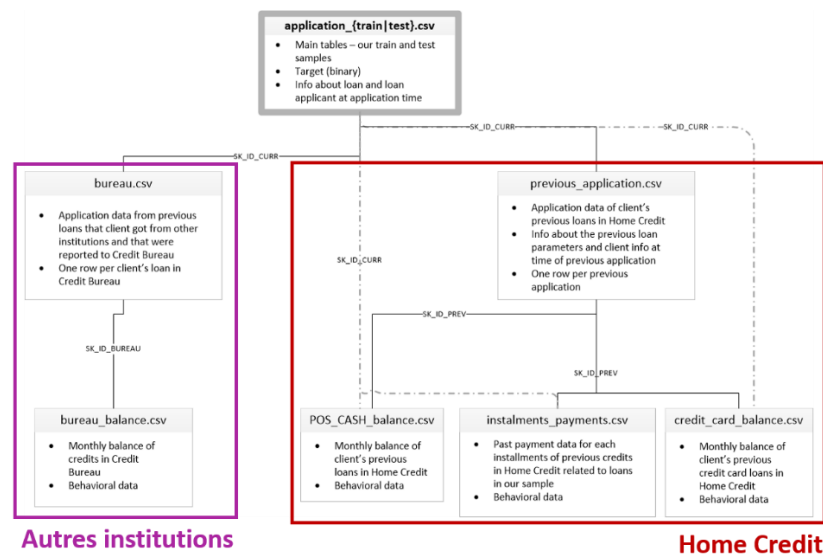 application_{train|test}.csv
• Main tables – our train and test
samples
• Target (binary)
• Info about loan and loan
applicant at application time
SK_ID_CURR
SK_ID_CURR
SK_ID_CURR
bureau.csv
• Application data from previous
loans that client got from other
institutions and that were
reported to Credit Bureau
• One row per client's loan in
Credit Bureau
previous_application.csv
• Application data of client's
previous loans in Home Credit
• Info about the previous loan
parameters and client info at
time of previous application
• One row per previous
application
SK_ID_CURR
SK_ID_PREV
SK_ID_BUREAU
SK_ID_PREV
bureau_balance.csv
• Monthly balance of
credits in Credit
Bureau
• Behavioral data
POS_CASH_balance.csv
• Monthly balance of
client's previous
loans in Home Credit
• Behavioral data
instalments_payments.csv
• Past payment data for each
installments of previous credits
in Home Credit related to loans
in our sample
• Behavioral data
credit_card_balance.csv
• Monthly balance of
client's previous
credit card loans in
Home Credit
• Behavioral data
Autres institutions
Home Credit